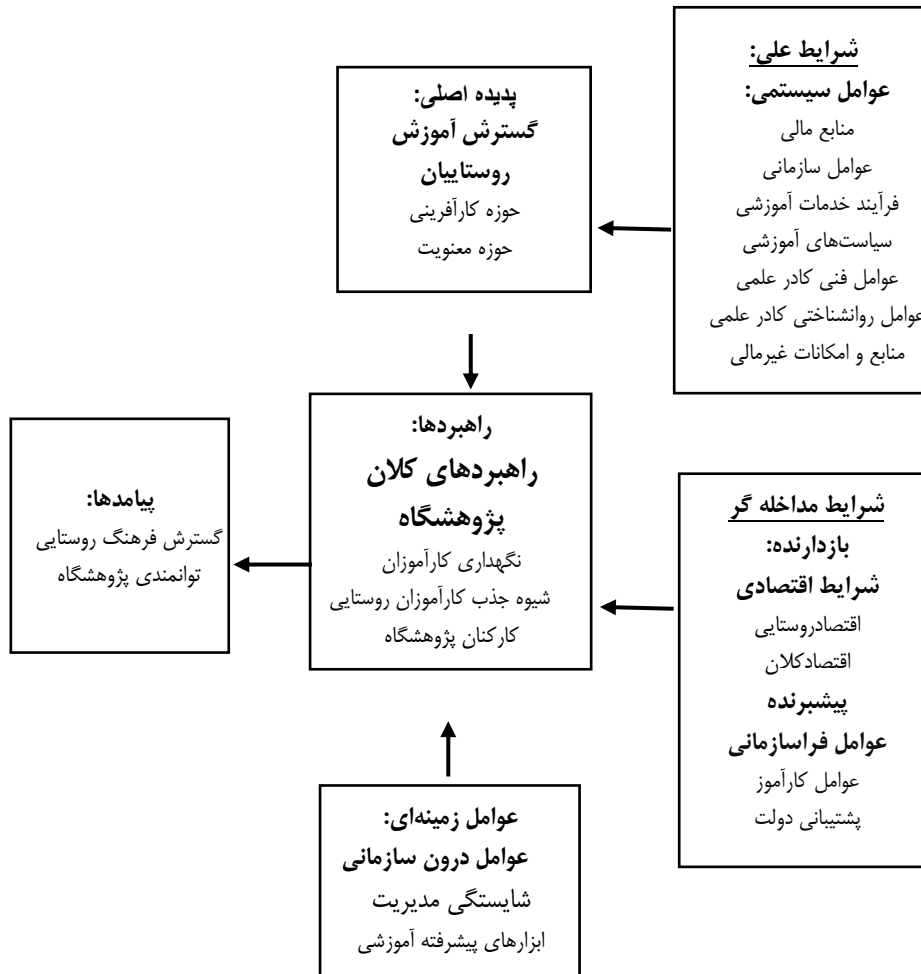 شرایط علی:
عوامل سیستمی:
منابع مالی
عوامل سازمانی
فرآیند خدمات آموزشی
سیاست‌های آموزشی
عوامل فنی کادر علمی
عوامل روانشناختی کادر علمی
منابع و امکانات غیرمالی
پدیده اصلی:
گسترش آموزش
روستاییان
حوزه کارآفرینی
حوزه معنویت
شرایط مداخله گر
بازدارنده:
شرایط اقتصادی
اقتصادروستایی
اقتصادکلان
پیشبرنده
عوامل فراسازمانی
عوامل کارآموز
پشتیبانی دولت
راهبردها:
راهبردهای کلان
پژوهشگاه
نگهداری کارآموزان
شیوه جذب کارآموزان روستایی
کارکنان پژوهشگاه
پیامدها:
گسترش فرهنگ روستایی
توانمندی پژوهشگاه
عوامل زمینه‌ای:
عوامل درون سازمانی
شایستگی مدیریت
ابزارهای پیشرفته آموزشی